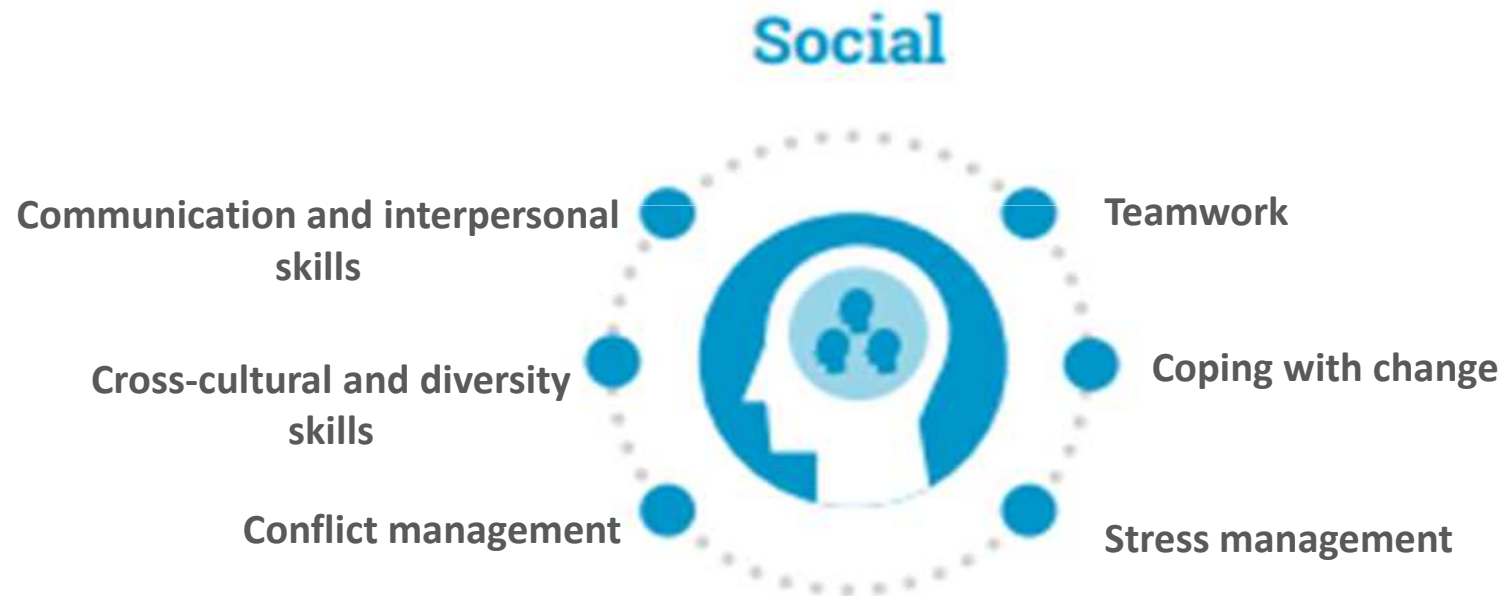 Social
Communication and interpersonal
skills
Teamwork
Cross-cultural and diversity
skills
Coping with change
Conflict management
Stress management